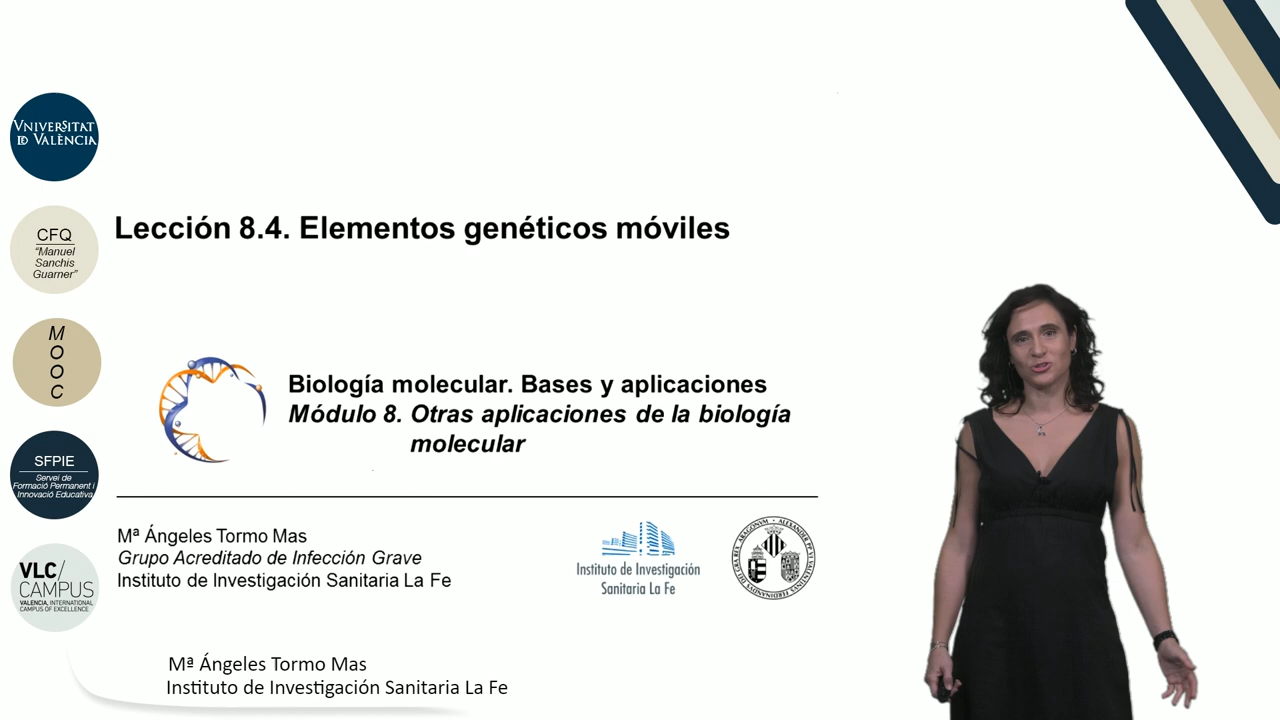 VNIVERSITAT
ID VALÈNCIA
CFQ
“Manuel
Sanchis
Guarner”
M
O
O
C
SFPIE
Servei de
Formació Permanent i
Innovació Educativa
VLC/
CAMPUS
VALENCIA, INTERNATIONAL
CAMPUS OF EXCELLENCE
Lección 8.4. Elementos genéticos móviles
Biología molecular. Bases y aplicaciones
Módulo 8. Otras aplicaciones de la biología
molecular
Mª Ángeles Tormo Mas
Grupo Acreditado de Infección Grave
Instituto de Investigación Sanitaria La Fe
Instituto de Investigación
Sanitaria La Fe
Mª Ángeles Tormo Mas
Instituto de Investigación Sanitaria La Fe